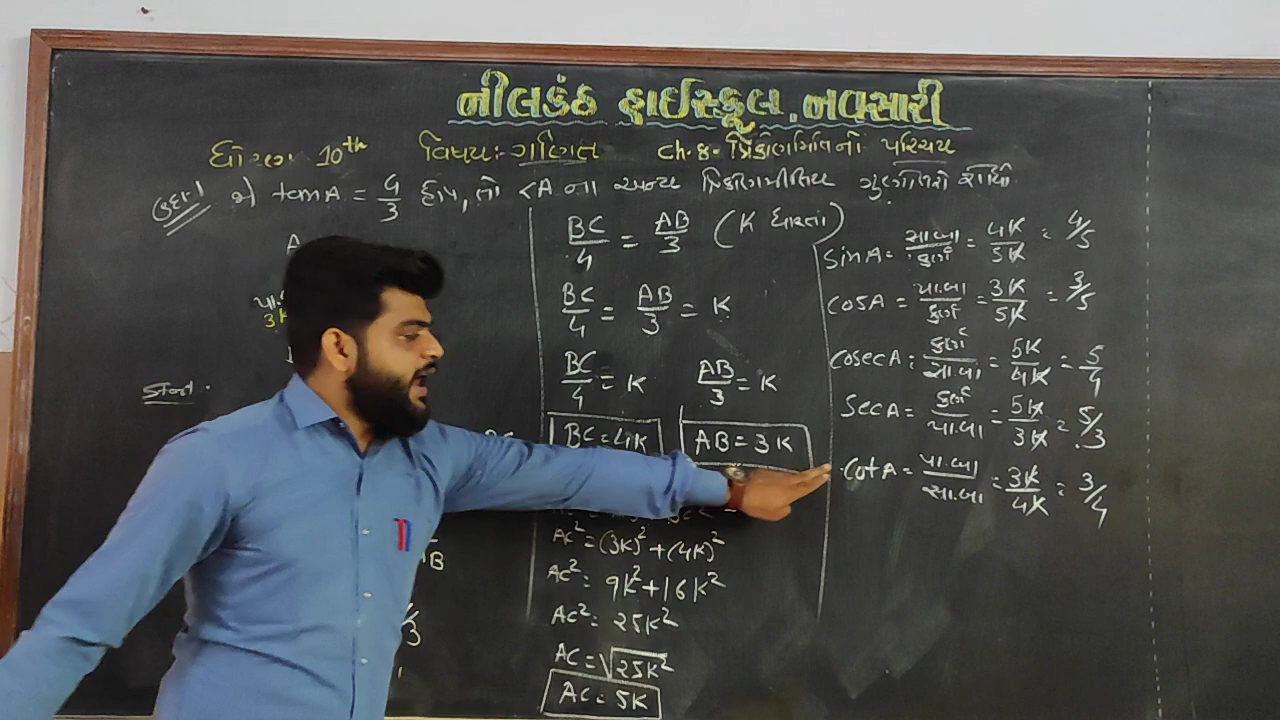 નીલકંઠ હાઈસ્કૂલ, નવસારી
ધોરણ 10th વિષય:- ગણિત Ch.8- ત્રિકોણમિતિનો પરિચય
ઉદા-1 જો tanA = 4/3 હોય, તો <A ના અન્ય ત્રિકોણમિતિય ગુણોત્તરો શોધો
A
પા.
3K
BC/4 = AB/3 (K ધારતા)
BC/4 = AB/3 = K
BC/4 = K AB/3 = K
BC = 4K AB = 3K
AC² = (3K)² + (4K)²
AC² = 9K² + 16K²
AC² = 25K²
AC = √25K²
AC = 5K
sinA = સા.બા/કર્ણ = 4K/5K = 4/5
cosA = પા.બા/કર્ણ = 3K/5K = 3/5
cosecA = કર્ણ/સા.બા = 5K/4K = 5/4
secA = કર્ણ/પા.બા = 5K/3K = 5/3
cotA = પા.બા/સા.બા = 3K/4K = 3/4